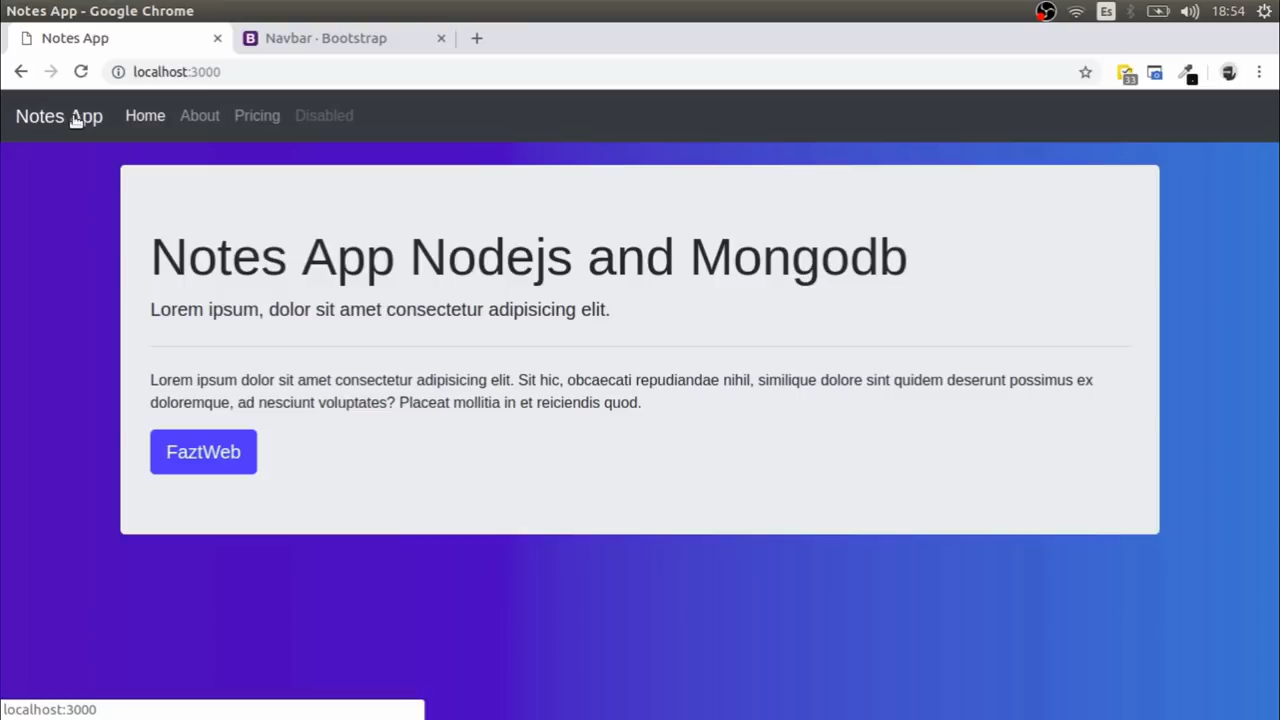 Notes App - Google Chrome
Es
18:54
Notes App
Navbar · Bootstrap
localhost:3000
33
Notes App
Home
About
Pricing
Disabled
Notes App Nodejs and Mongodb
Lorem ipsum, dolor sit amet consectetur adipisicing elit.
Lorem ipsum dolor sit amet consectetur adipisicing elit. Sit hic, obcaecati repudiandae nihil, similique dolore sint quidem deserunt possimus ex
doloremque, ad nesciunt voluptates? Placeat mollitia in et reiciendis quod.
FaztWeb
localhost:3000